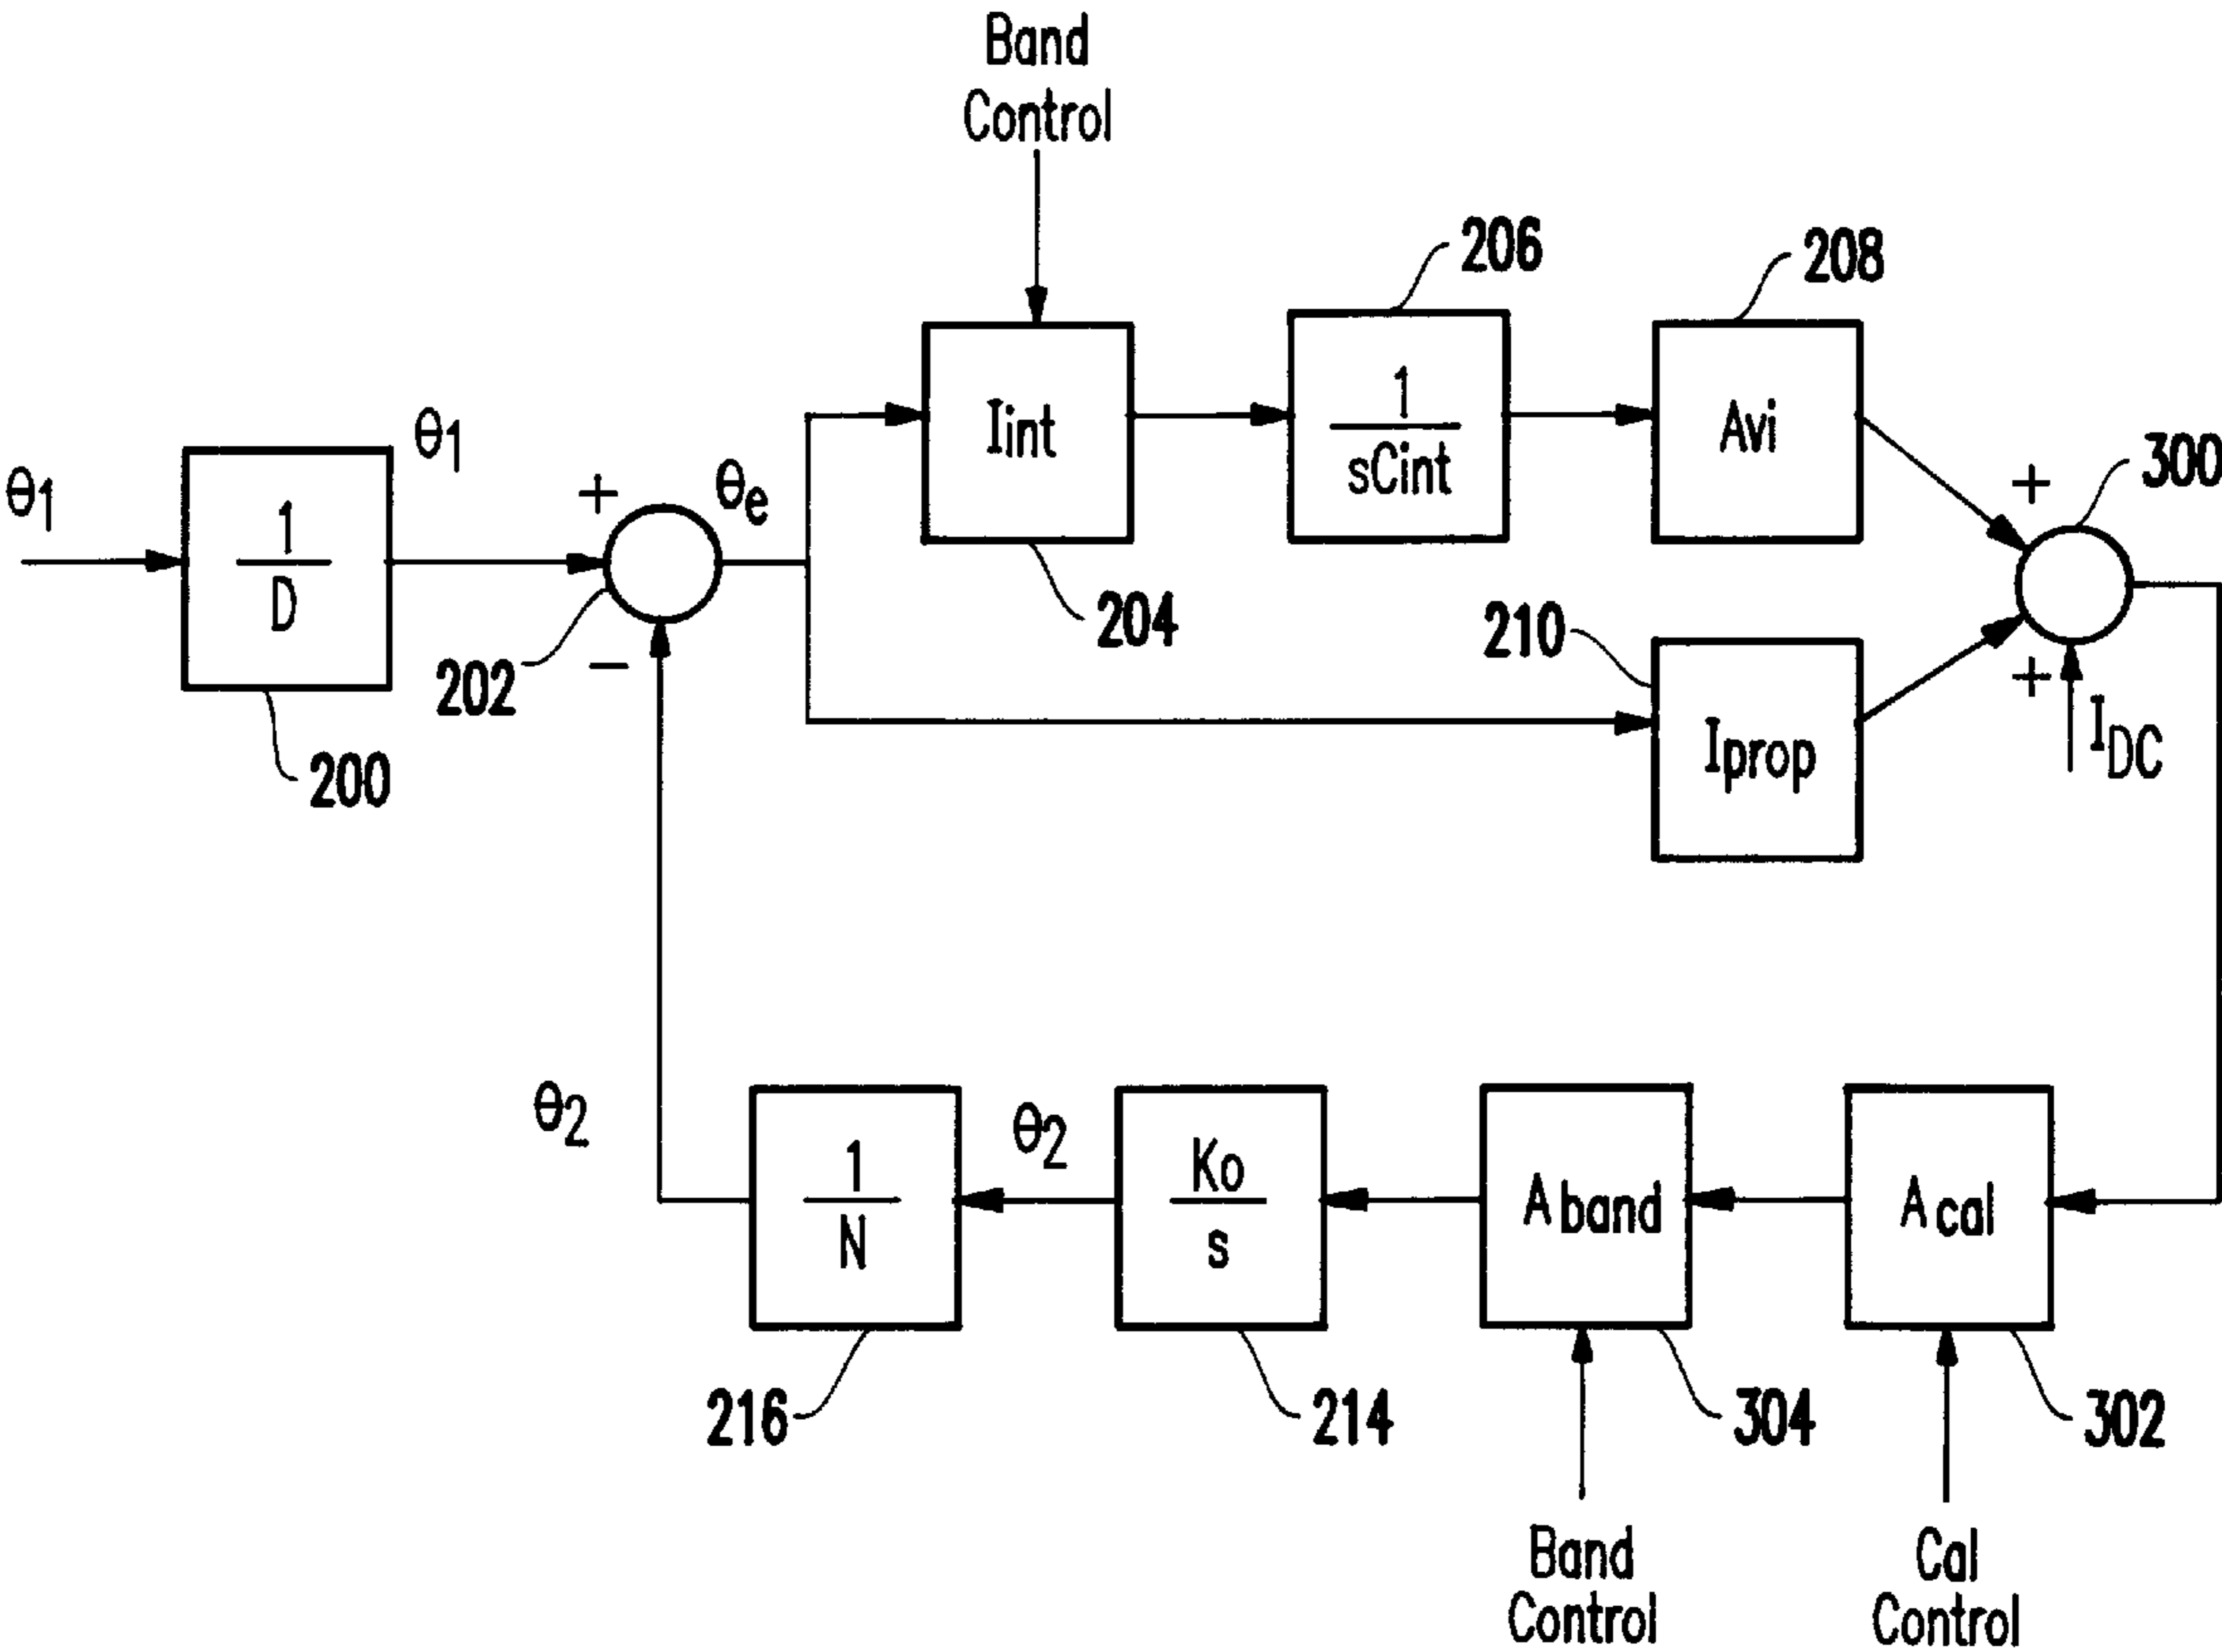 Band
Control
206
208
θ1
θ1
1
D
+
θe
Iint
1
sCint
Avi
+
300
−
202
204
210
+
IDC
200
Iprop
θ2
1
N
θ2
Ko
s
Aband
Acal
216
214
304
302
Band
Control
Cal
Control